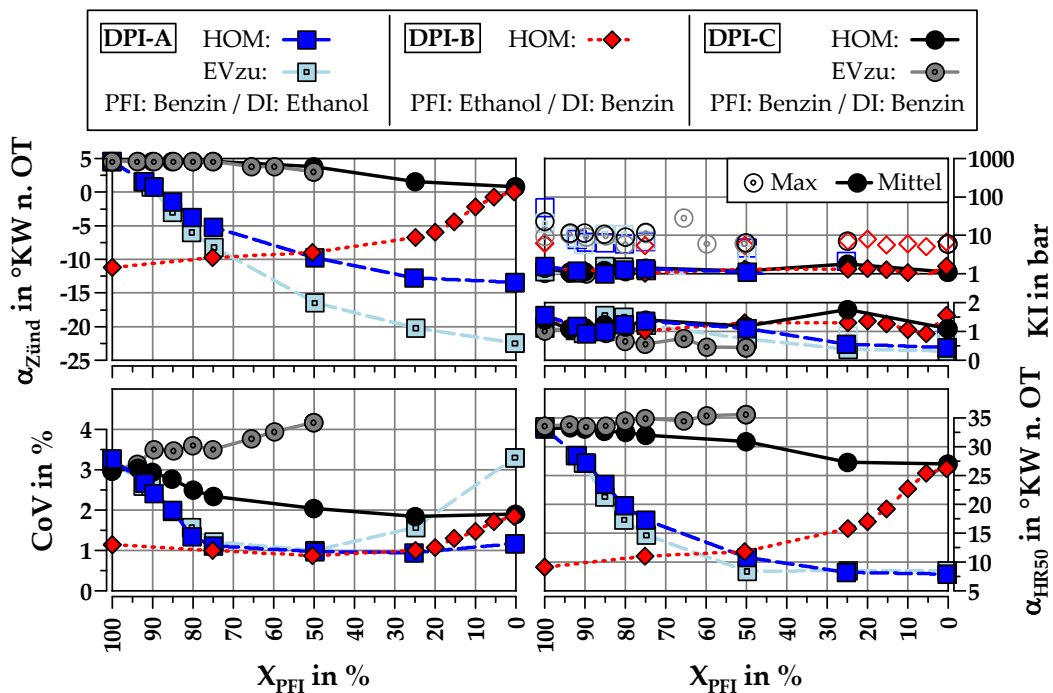 DPI-A HOM: DPI-B HOM: DPI-C HOM:
EVzu: EVzu:
PFI: Benzin / DI: Ethanol PFI: Ethanol / DI: Benzin PFI: Benzin / DI: Benzin
α_Zünd in °KW n. OT
5
0
-5
-10
-15
-20
-25
Max Mittel
KI in bar
1000
100
10
1
2
1
0
CoV in %
4
3
2
1
0
100 90 80 70 60 50 40 30 20 10 0
X_PFI in %
α_HR50 in °KW n. OT
35
30
25
20
15
10
5
100 90 80 70 60 50 40 30 20 10 0
X_PFI in %